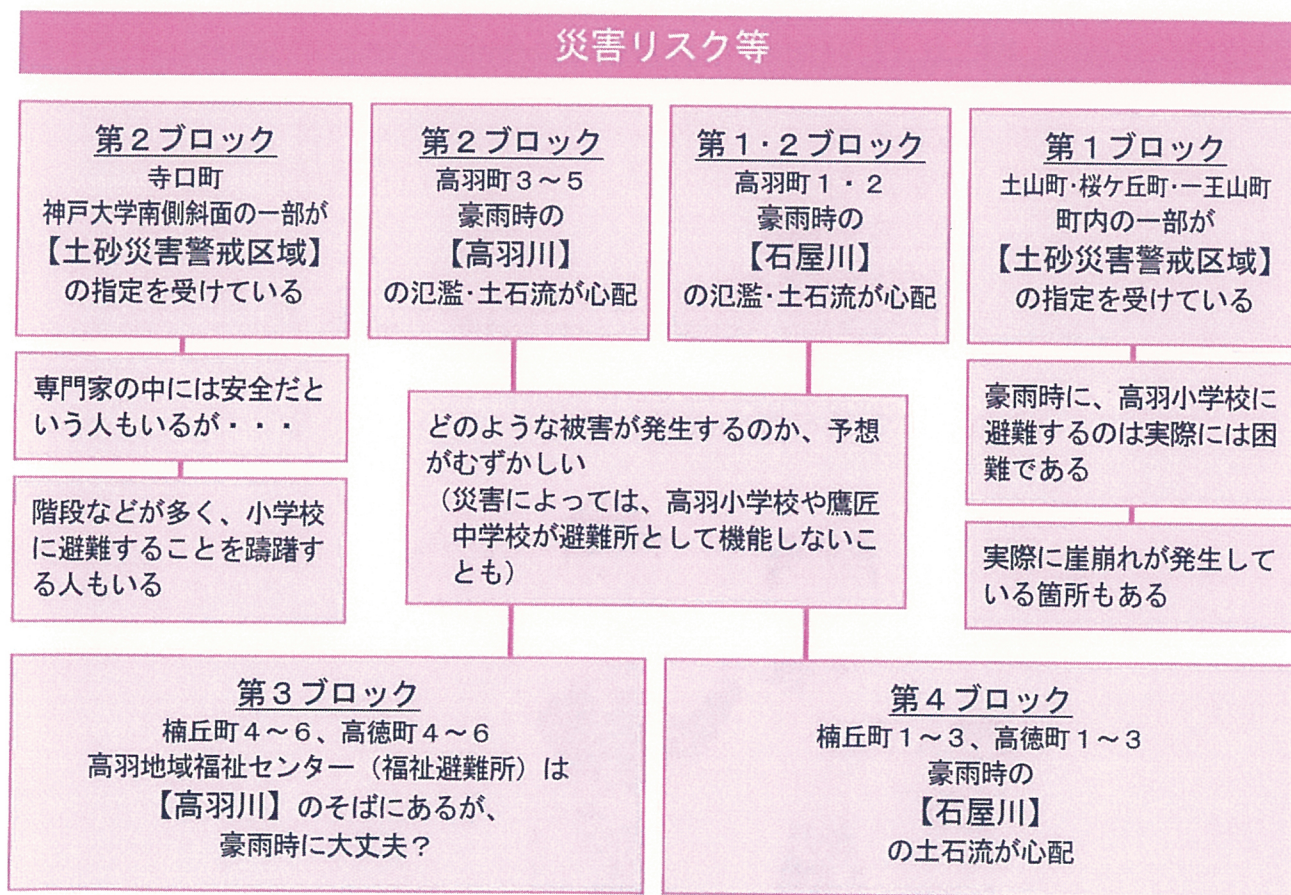 災害リスク等
第2ブロック
寺口町
神戸大学南側斜面の一部が
【土砂災害警戒区域】
の指定を受けている
専門家の中には安全だと
いう人もいるが・・・
階段などが多く、小学校
に避難することを躊躇す
る人もいる
第2ブロック
高羽町3~5
豪雨時の
【高羽川】
の氾濫・土石流が心配
第1・2ブロック
高羽町1・2
豪雨時の
【石屋川】
の氾濫・土石流が心配
どのような被害が発生するのか、予想
がむずかしい
(災害によっては、高羽小学校や鷹匠
中学校が避難所として機能しないこ
とも)
第1ブロック
土山町・桜ケ丘町・一王山町
町内の一部が
【土砂災害警戒区域】
の指定を受けている
豪雨時に、高羽小学校に
避難するのは実際には困
難である
実際に崖崩れが発生して
いる箇所もある
第3ブロック
楠丘町4~6、高徳町4~6
高羽地域福祉センター(福祉避難所)は
【高羽川】のそばにあるが、
豪雨時に大丈夫?
第4ブロック
楠丘町1~3、高徳町1~3
豪雨時の
【石屋川】
の土石流が心配